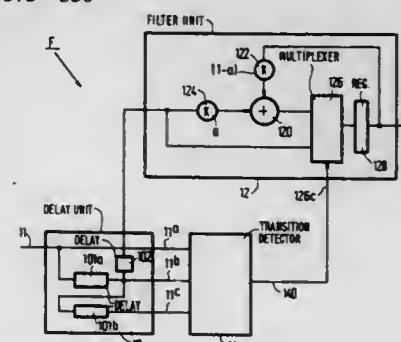 FILTER UNIT
F
122
(1-a)
X
MULTIPLEXER
124
X
a
+
120
126
REG.
128
12
126c
DELAY UNIT
TRANSITION
DETECTOR
11
DELAY
102
11a
101a
11b
DELAY
11c
101b
140